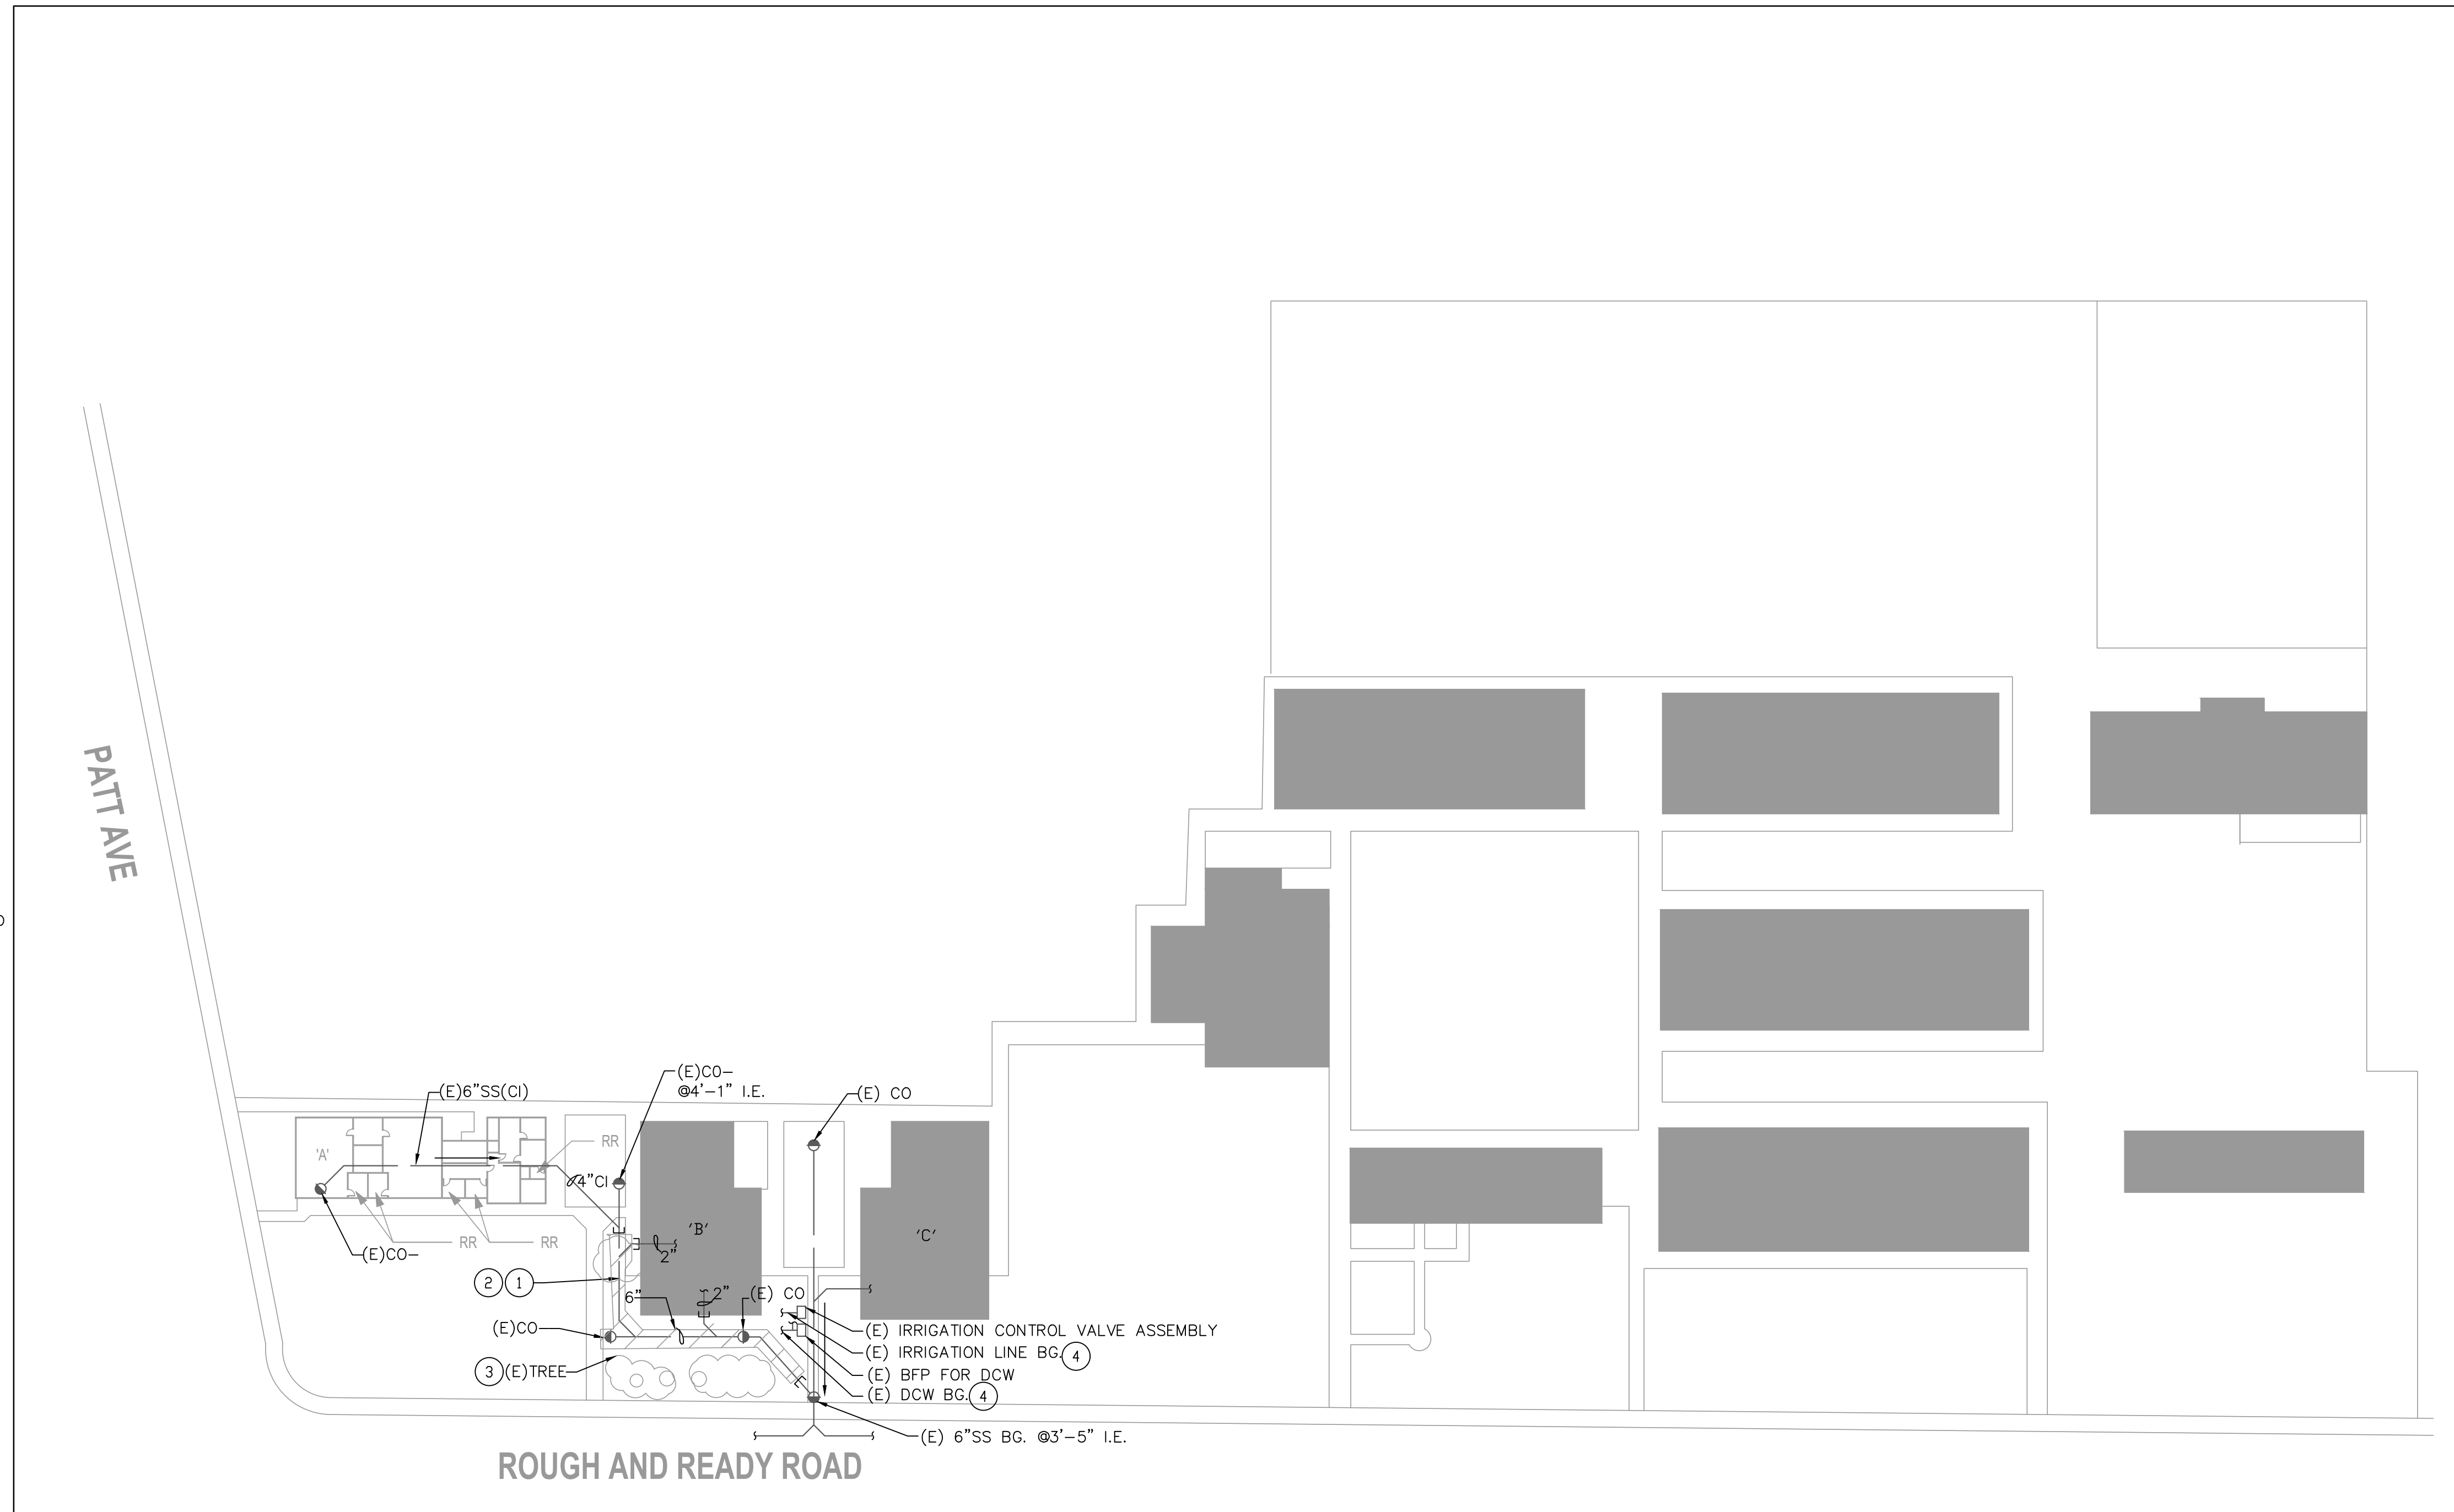 PATT AVE
(E)CO-
@4'-1" I.E.
(E)6"SS(CI)
(E) CO
RR
'A'
4"CI
'B'
'C'
RR
RR
(E)CO-
2"
2 1
6"
2"
(E) CO
(E)CO
(E) IRRIGATION CONTROL VALVE ASSEMBLY
(E) IRRIGATION LINE BG. 4
3 (E)TREE
(E) BFP FOR DCW
(E) DCW BG. 4
(E) 6"SS BG. @3'-5" I.E.
ROUGH AND READY ROAD